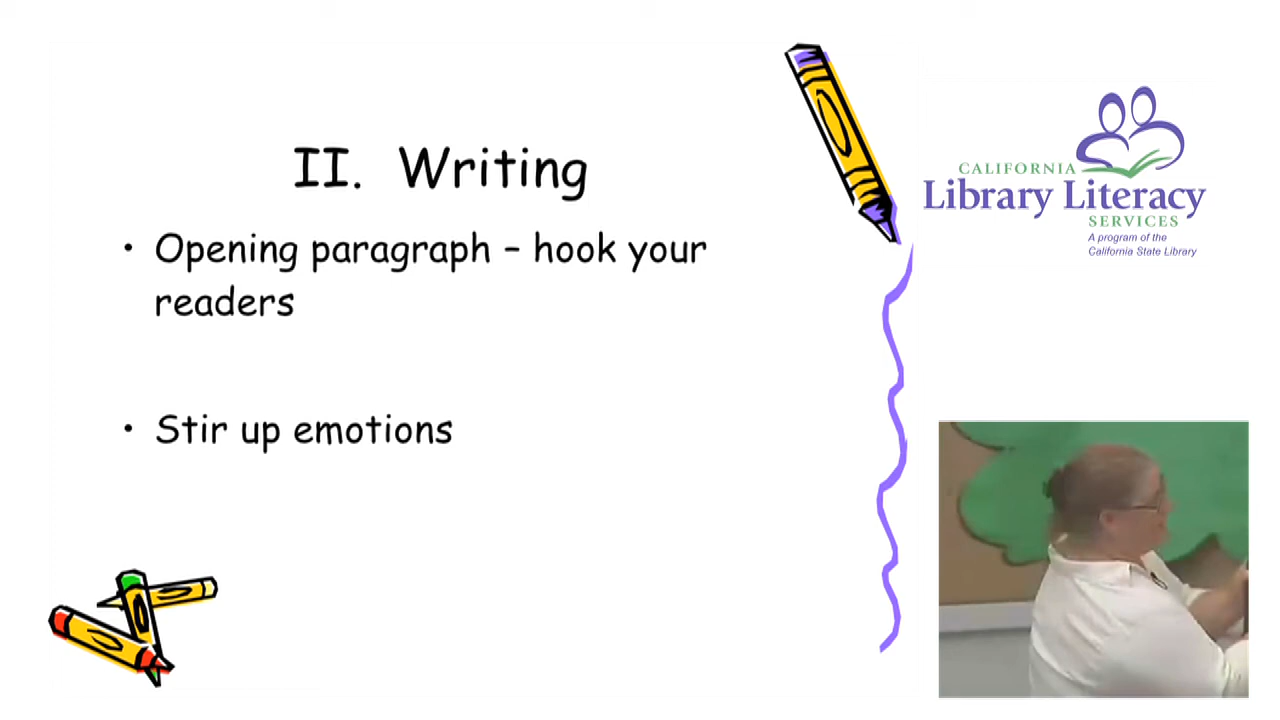 II. Writing
• Opening paragraph – hook your
readers
• Stir up emotions
CALIFORNIA
Library Literacy
SERVICES
A program of the
California State Library